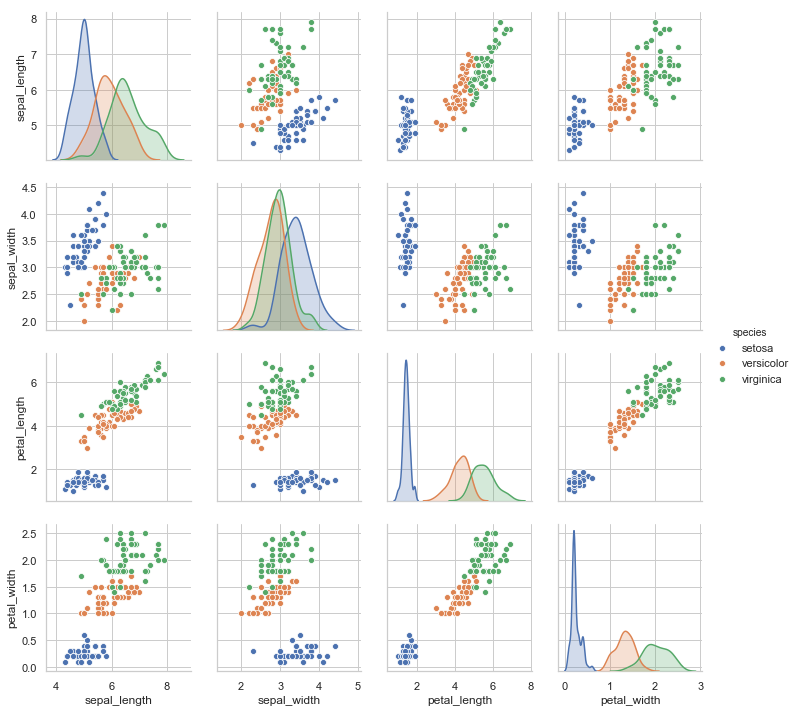 sepal_length
8
7
6
5
sepal_width
4.5
4.0
3.5
3.0
2.5
2.0
species
setosa
versicolor
virginica
petal_length
6
4
2
petal_width
2.5
2.0
1.5
1.0
0.5
0.0
4 6 8 2 3 4 5 0 2 4 6 8 0 1 2 3
sepal_length sepal_width petal_length petal_width